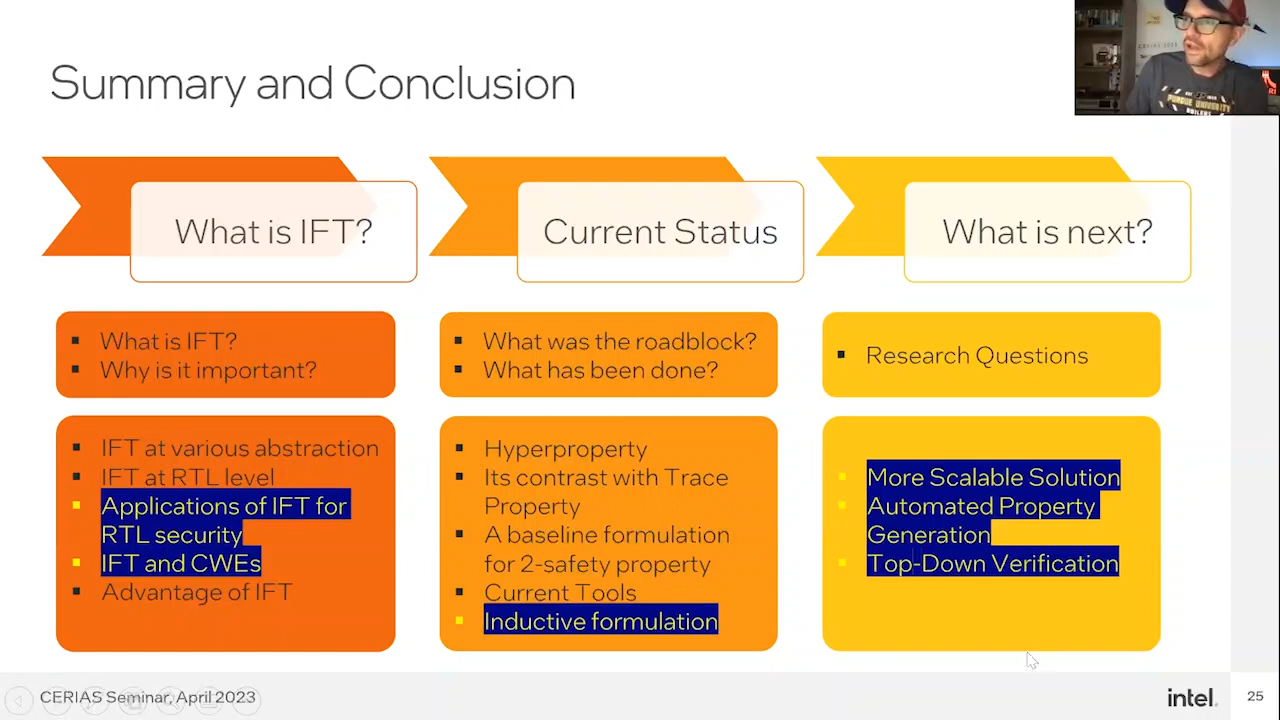 Summary and Conclusion
PURDUE UNIVERSITY
What is IFT?
Current Status
What is next?
▪ What is IFT?
▪ Why is it important?
▪ What was the roadblock?
▪ What has been done?
▪ Research Questions
▪ IFT at various abstraction
▪ IFT at RTL level
▪ Applications of IFT for
RTL security
▪ IFT and CWEs
▪ Advantage of IFT
▪ Hyperproperty
▪ Its contrast with Trace
Property
▪ A baseline formulation
for 2-safety property
▪ Current Tools
▪ Inductive formulation
▪ More Scalable Solution
▪ Automated Property
Generation
▪ Top-Down Verification
CERIAS Seminar, April 2023
intel.
25